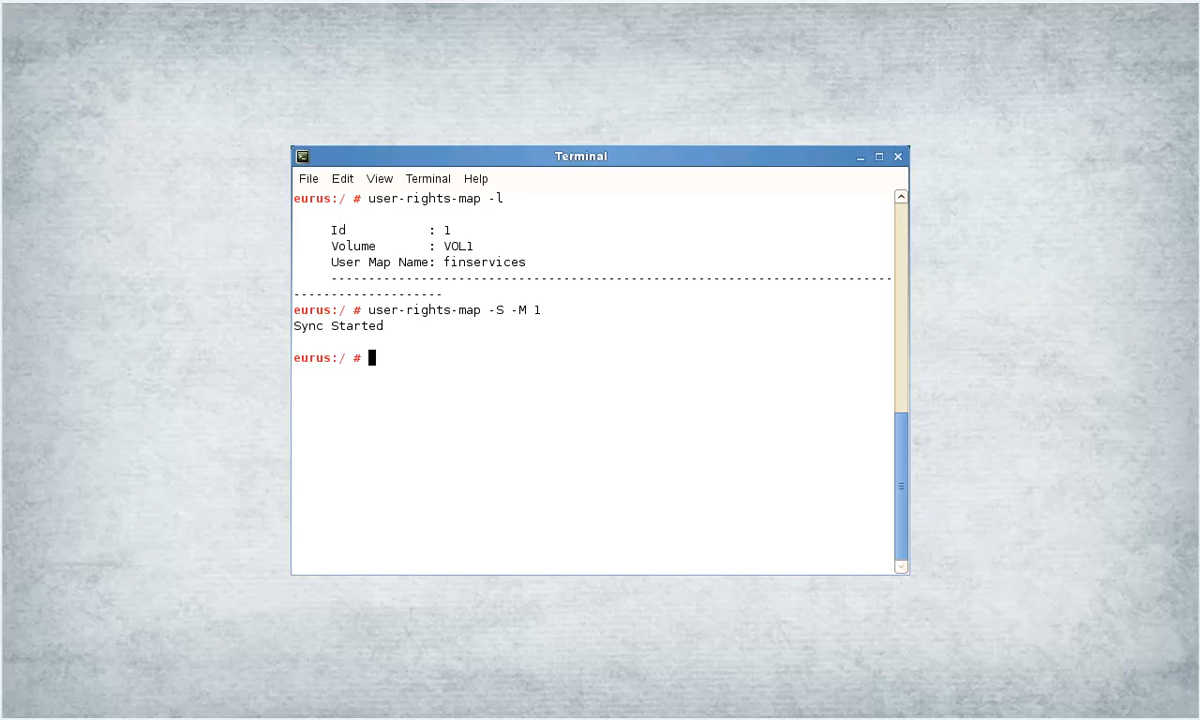 Terminal
File Edit View Terminal Help
eurus:/ # user-rights-map -l
Id : 1
Volume : VOL1
User Map Name: finservices
---------------------------------------------------------------------------
--------------------
eurus:/ # user-rights-map -S -M 1
Sync Started
eurus:/ #